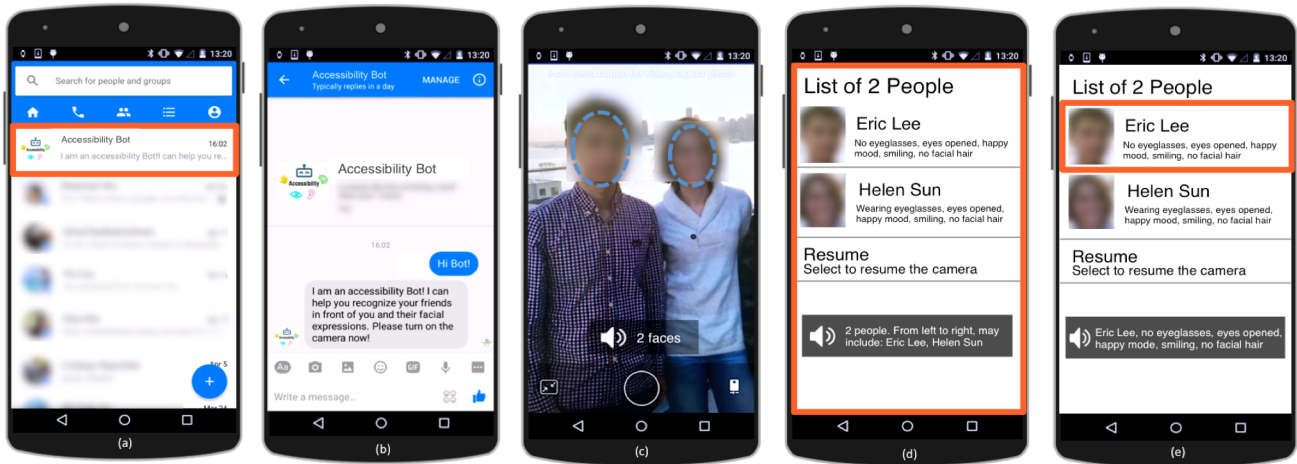 13:20
Search for people and groups
Accessibility Bot
16:02
I am an accessibility Bot!I can help you re...
Apr 5
(a)
13:20
Accessibility Bot
Typically replies in a day
MANAGE
Accessibility
Accessibility Bot
16:02
Hi Bot!
I am an accessibility Bot! I can
help you recognize your friends
in front of you and their facial
expressions. Please turn on the
camera now!
Aa
GIF
Write a message...
(b)
13:20
2 faces
(c)
13:20
List of 2 People
Eric Lee
No eyeglasses, eyes opened, happy
mood, smiling, no facial hair
Helen Sun
Wearing eyeglasses, eyes opened,
happy mood, smiling, no facial hair
Resume
Select to resume the camera
2 people. From left to right, may
include: Eric Lee, Helen Sun
(d)
13:20
List of 2 People
Eric Lee
No eyeglasses, eyes opened, happy
mood, smiling, no facial hair
Helen Sun
Wearing eyeglasses, eyes opened,
happy mood, smiling, no facial hair
Resume
Select to resume the camera
Eric Lee, no eyeglasses, eyes opened,
happy mode, smiling, no facial hair
(e)